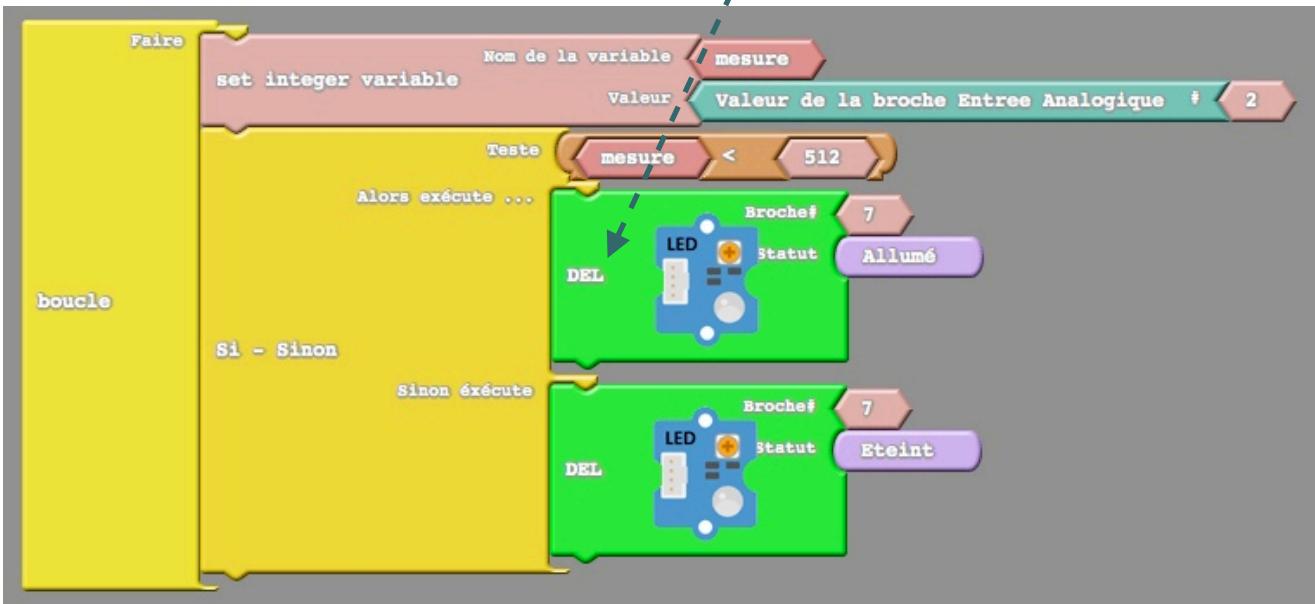 Faire
Nom de la variable mesure
set integer variable
Valeur Valeur de la broche Entree Analogique # 2
Teste mesure < 512
Alors exécute ...
Broche# 7
LED
Statut Allumé
DEL
boucle
Si - Sinon
Sinon éxécute
Broche# 7
LED
Statut Eteint
DEL